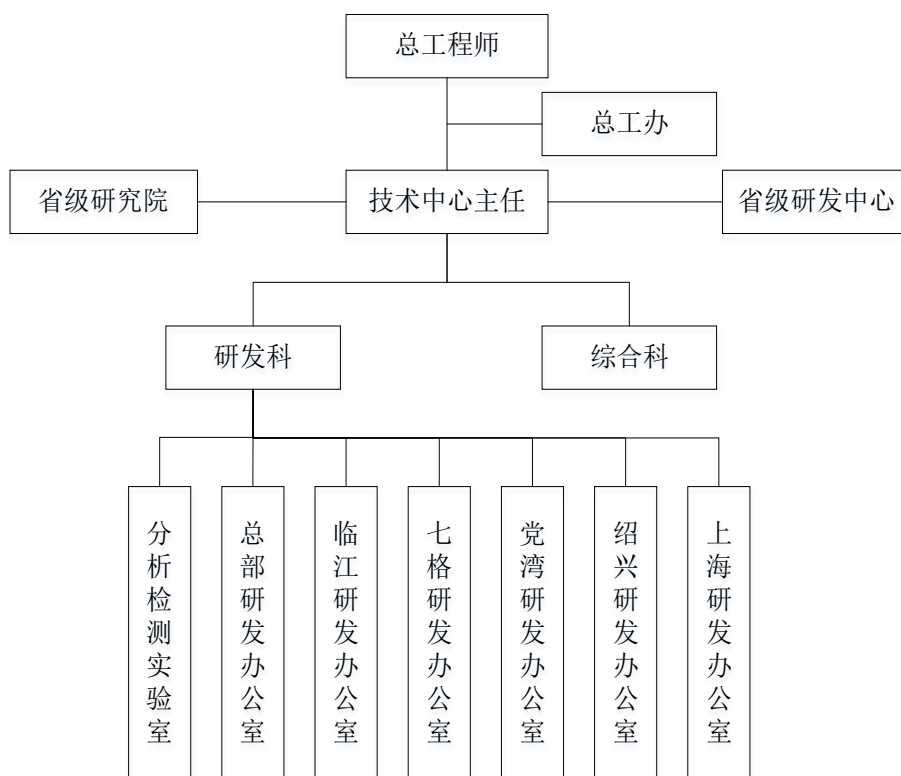 总工程师
总工办
省级研究院
技术中心主任
省级研发中心
研发科
综合科
分析检测实验室
总部研发办公室
临江研发办公室
七格研发办公室
党湾研发办公室
绍兴研发办公室
上海研发办公室